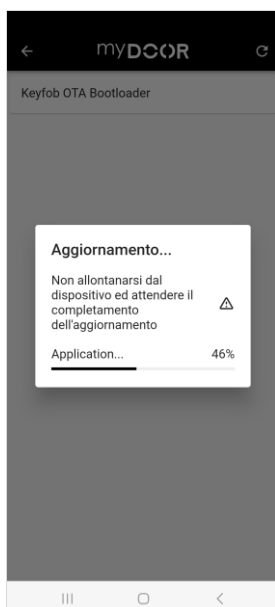 myDOOR
Keyfob OTA Bootloader
Aggiornamento...
Non allontanarsi dal
dispositivo ed attendere il
completamento
dell'aggiornamento
Application... 46%